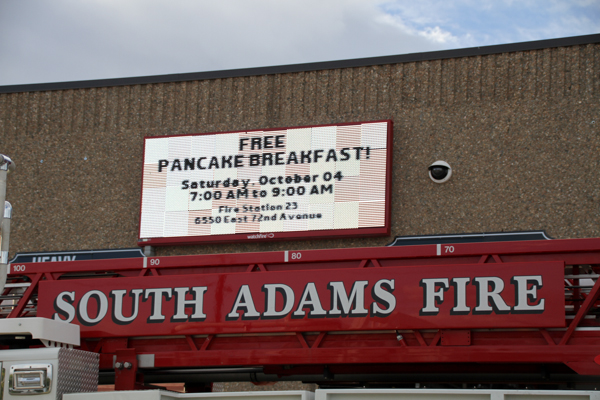 FREE
PANCAKE BREAKFAST!
Saturday, October 04
7:00 AM to 9:00 AM
Fire Station 23
6550 East 72nd Avenue
HEAVY
100 90 80 70
SOUTH ADAMS FIRE